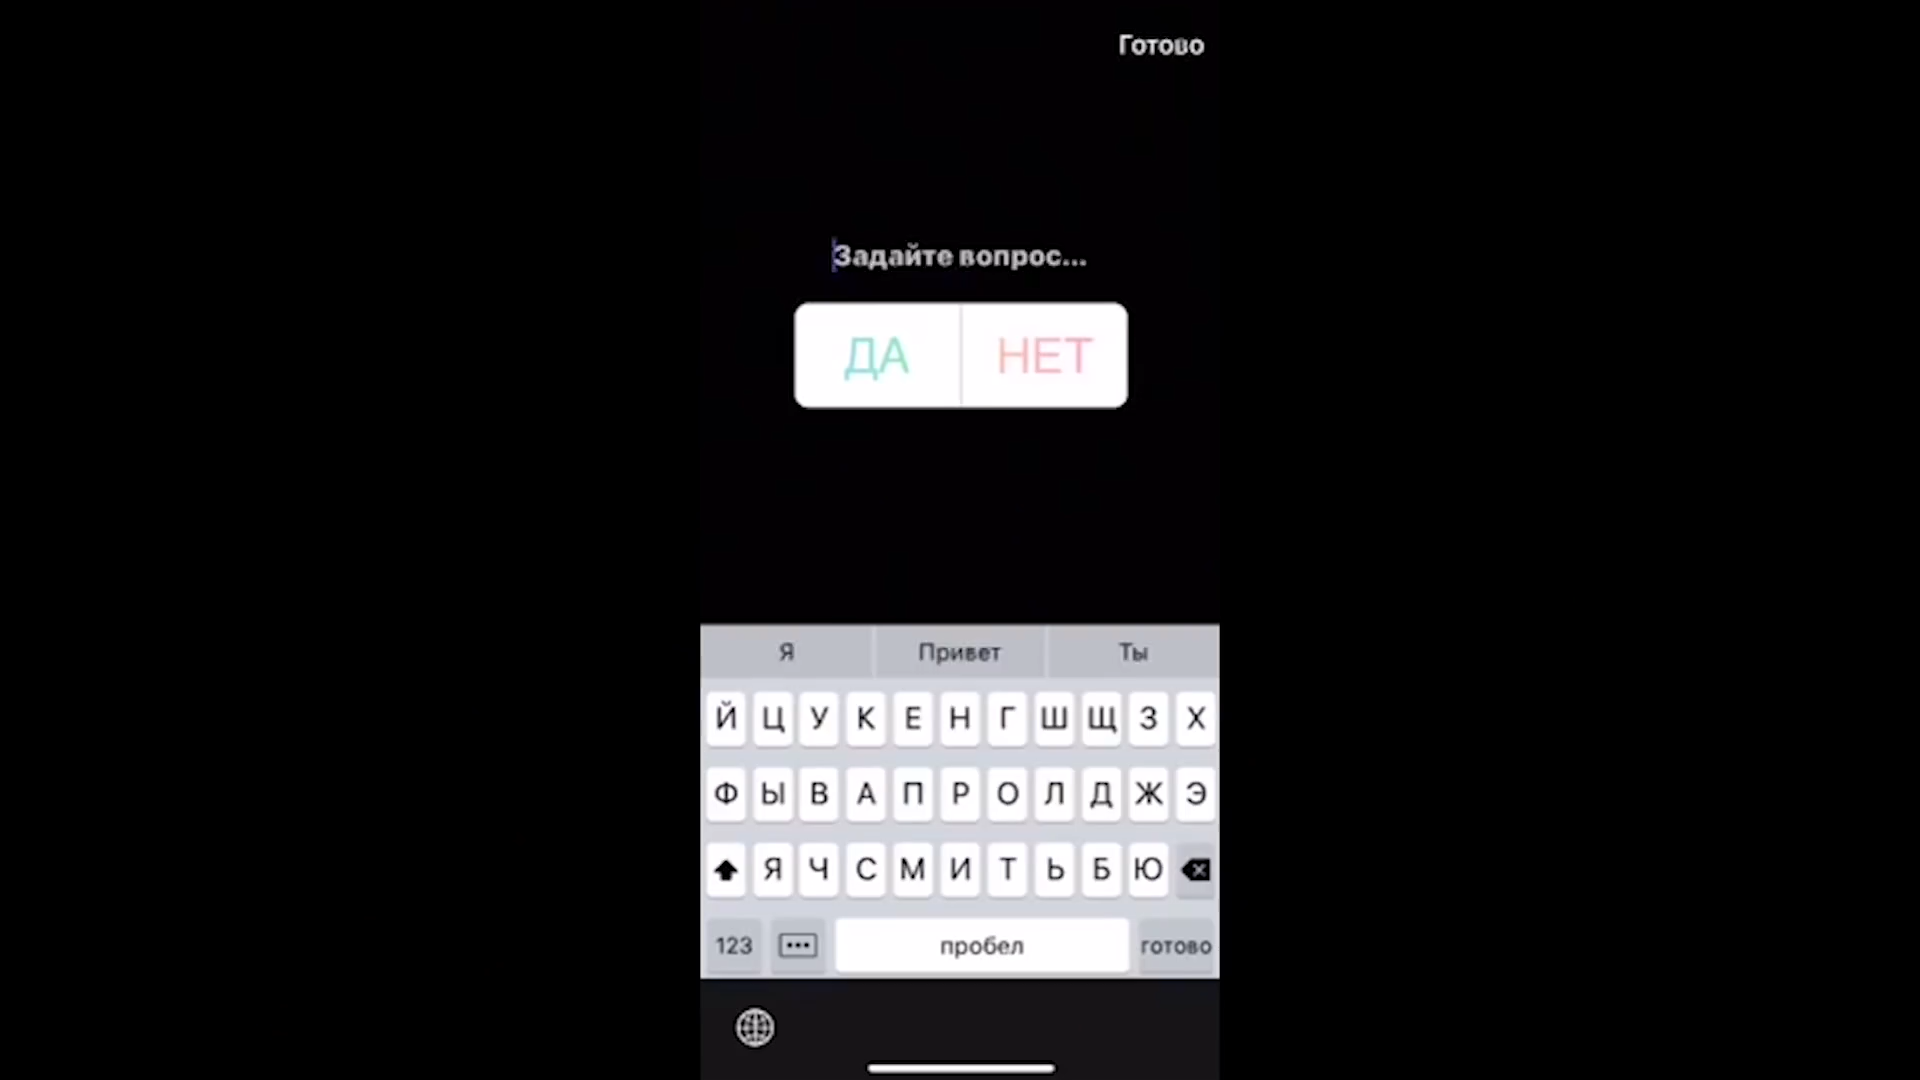 Готово
Задайте вопрос...
ДА НЕТ
Я Привет Ты
Й Ц У К Е Н Г Ш Щ З Х
Ф Ы В А П Р О Л Д Ж Э
Я Ч С М И Т Ь Б Ю
123 пробел готово